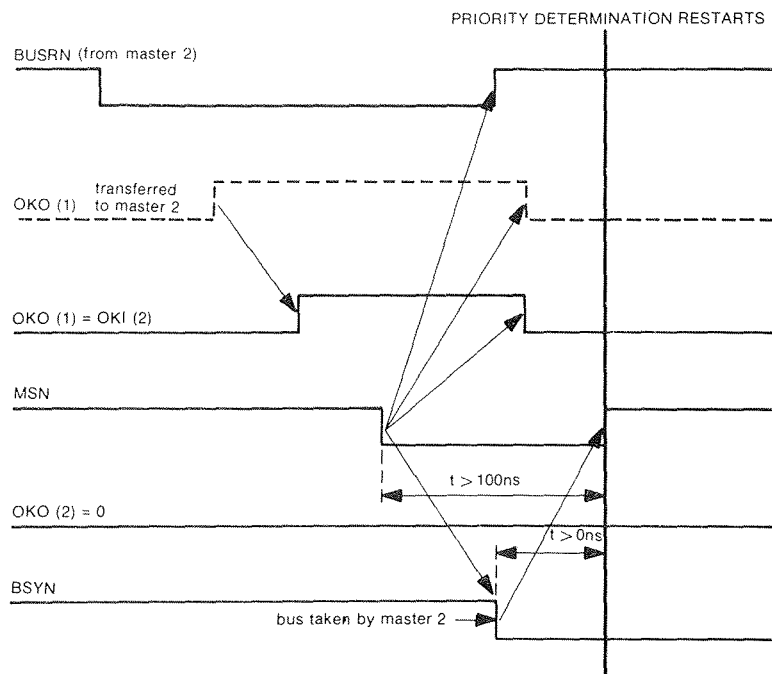 PRIORITY DETERMINATION RESTARTS
BUSRN (from master 2)
OKO (1) transferred
to master 2
OKO (1) = OKI (2)
MSN
t > 100ns
OKO (2) = 0
t > 0ns
BSYN
bus taken by master 2